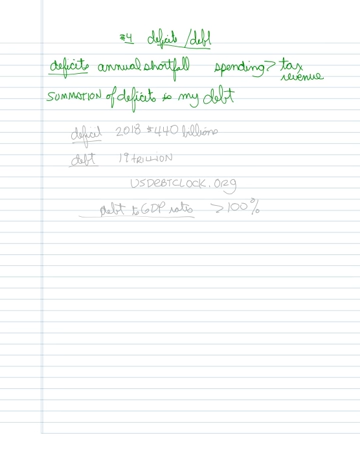 #4 deficit / debt
deficits annual shortfall spending > tax revenue
SUMMATION of deficits is my debt
deficit 2018 $440 billions
debt 19 trillion
USDEBTCLOCK.org
Debt to GDP ratio >100%